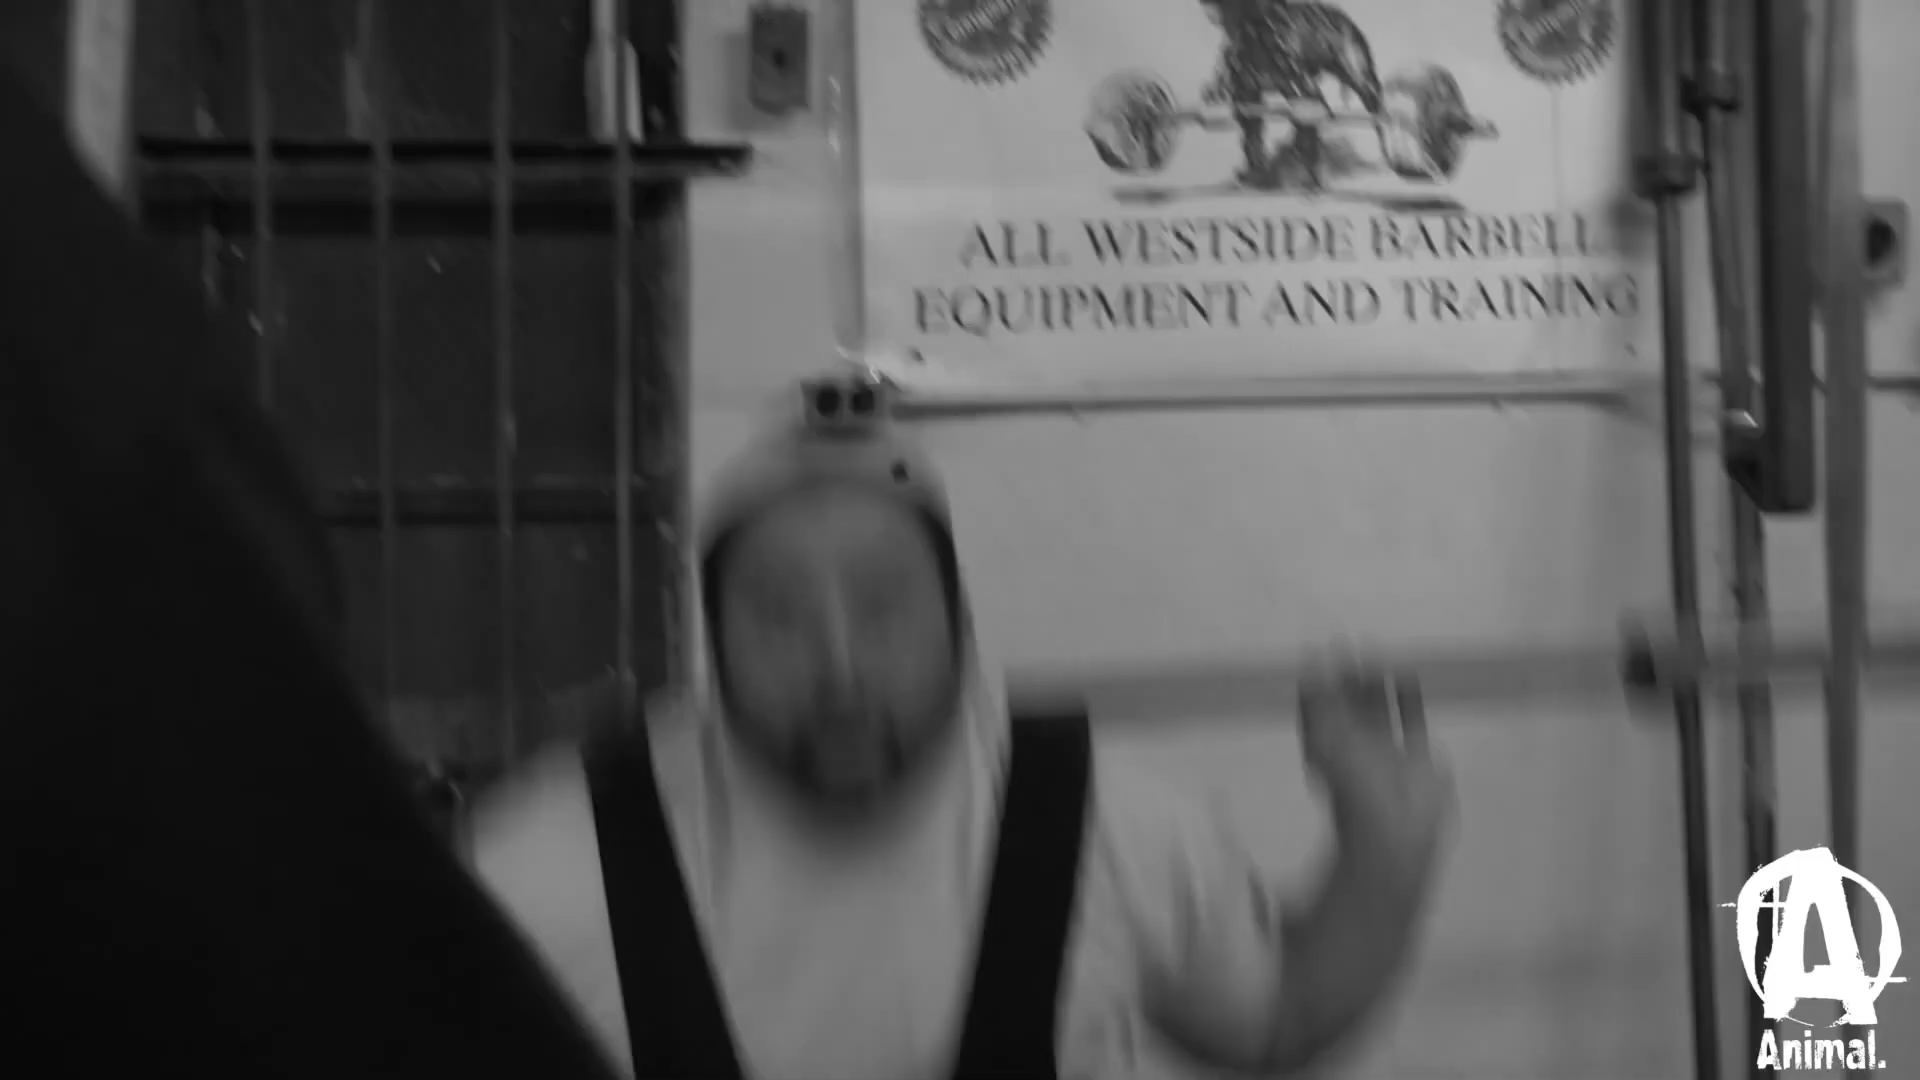 ALL WESTSIDE BARBELL
EQUIPMENT AND TRAINING
A
Animal.